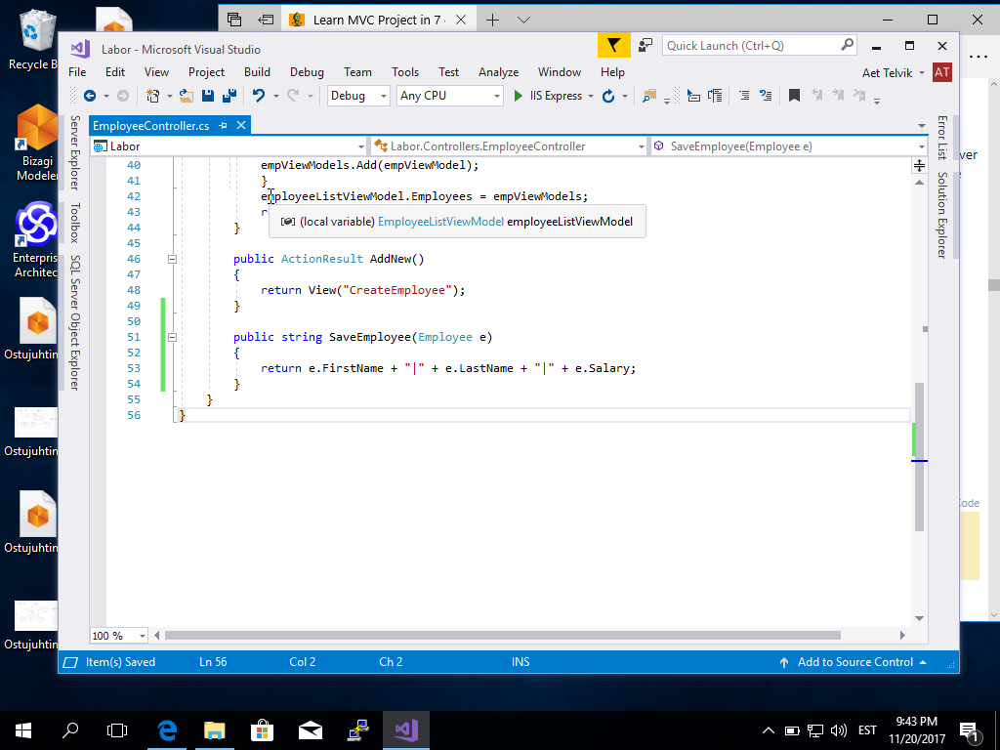 Learn MVC Project in 7
Recycle B
Labor - Microsoft Visual Studio
Quick Launch (Ctrl+Q)
File Edit View Project Build Debug Team Tools Test Analyze Window Help
Aet Telvik AT
Debug Any CPU IIS Express
EmployeeController.cs
Labor Labor.Controllers.EmployeeController SaveEmployee(Employee e)
Server Explorer
Toolbox
SQL Server Object Explorer
Error List
Solution Explorer
40 empViewModels.Add(empViewModel);
41 }
42 employeeListViewModel.Employees = empViewModels;
43 r
(local variable) EmployeeListViewModel employeeListViewModel
44 }
45
46 public ActionResult AddNew()
47 {
48 return View("CreateEmployee");
49 }
50
51 public string SaveEmployee(Employee e)
52 {
53 return e.FirstName + "|" + e.LastName + "|" + e.Salary;
54 }
55 }
56 }
100 %
Item(s) Saved Ln 56 Col 2 Ch 2 INS Add to Source Control
Bizagi
Modeler
Enterpris
Architec
Ostujuhtin
Ostujuhtin
Ostujuhtin
Ostujuhtin
ver
Code
EST
9:43 PM
11/20/2017
1